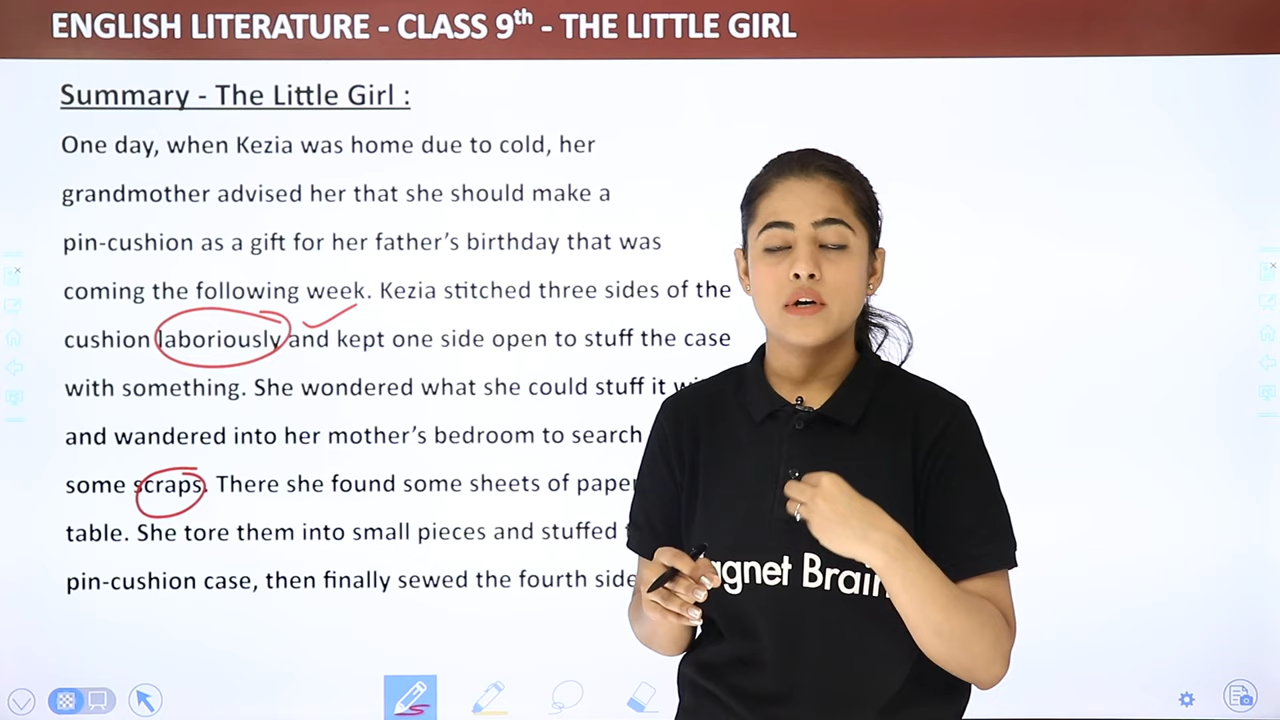 ENGLISH LITERATURE - CLASS 9th - THE LITTLE GIRL
Summary - The Little Girl :
One day, when Kezia was home due to cold, her
grandmother advised her that she should make a
pin-cushion as a gift for her father's birthday that was
coming the following week. Kezia stitched three sides of the
cushion laboriously and kept one side open to stuff the case
with something. She wondered what she could stuff it
and wandered into her mother's bedroom to search
some scraps. There she found some sheets of paper
table. She tore them into small pieces and stuffed
pin-cushion case, then finally sewed the fourth side
agnet Brain